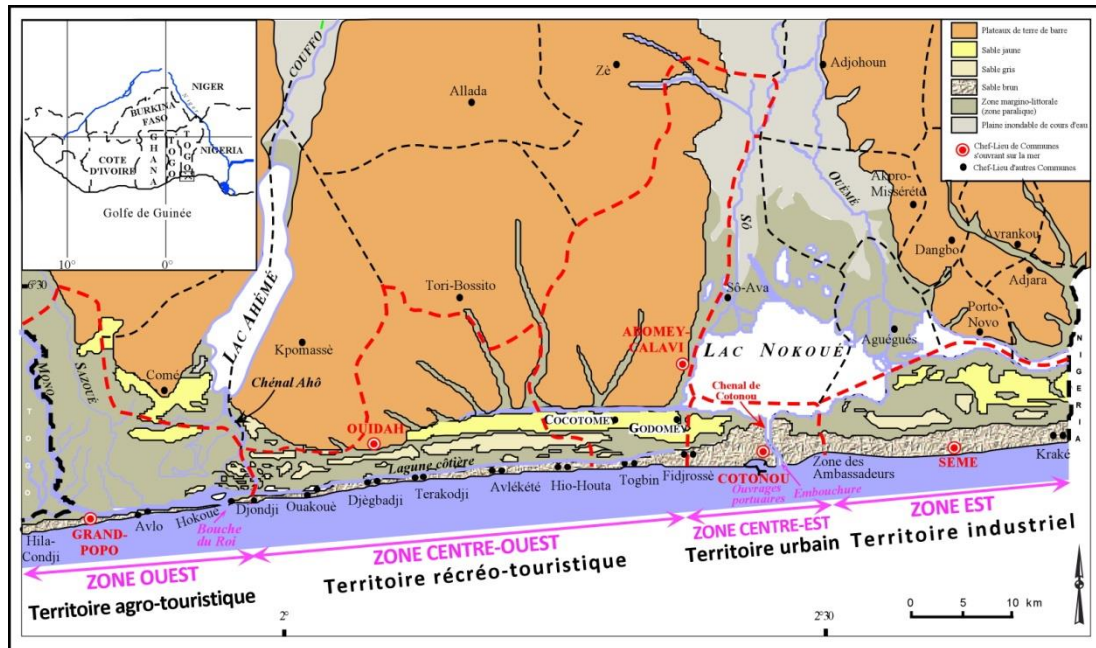 NIGER
BURKINA
FASO
NIGERIA
COTE
D'IVOIRE
GHANA
TOGO
Golfe de Guinée
10°
0°
Plateaux de terre de barre
Sable jaune
Sable gris
Sable brun
Zone margino-littorale
(zone paralique)
Plaine inondable de cours d'eau
Chef-Lieu de Communes
s'ouvrant sur la mer
Chef-Lieu d'autres Communes
COUFFO
Allada
Zè
Adjohoun
OUÉMÉ
SÔ
Akpro-
Missérété
Dangbo
Avrankou
Adjara
6°30
LAC AHÉMÉ
Tori-Bossito
Sô-Ava
Porto-
Novo
Aguégués
NIGERIA
MONO
SAZOUÉ
TOGO
Comé
Kpomassè
Chénal Ahô
ABOMEY-
CALAVI
LAC NOKOUÉ
Chenal de
Cotonou
OUIDAH
COCOTOMEY
GODOMEY
Lagune côtière
Hila-
Condji
GRAND-
POPO
Avlo
Hokoué
Bouche
du Roi
Djondji
Ouakoué
Djègbadji
Terakodji
Avlékété
Hio-Houta
Togbin
Fidjrossè
COTONOU
Ouvrages
portuaires
Embouchure
Zone des
Ambassadeurs
SEME
Kraké
ZONE OUEST
Territoire agro-touristique
ZONE CENTRE-OUEST
Territoire récréo-touristique
ZONE CENTRE-EST
Territoire urbain
ZONE EST
Territoire industriel
2°
2°30
0 5 10 km